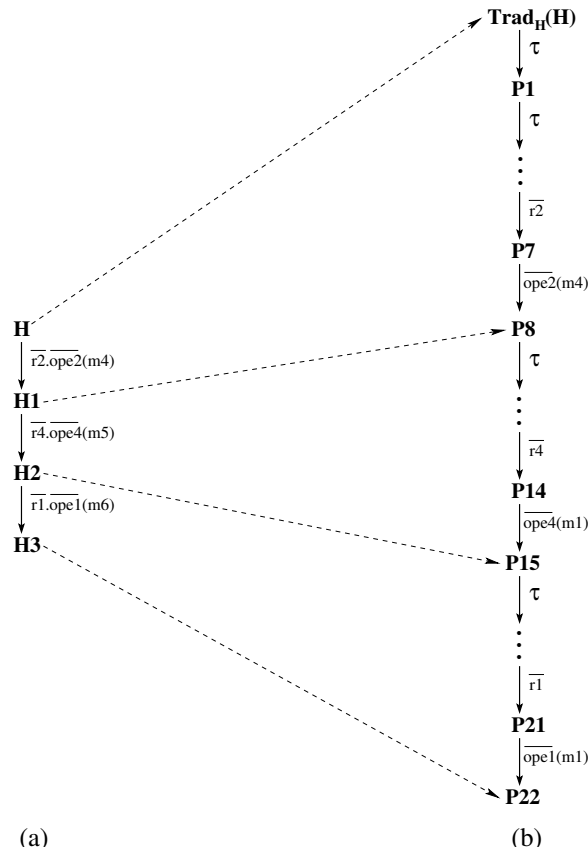 Trad_H(H)
τ
P1
τ
r2
P7
ope2(m4)
H
P8
r2.ope2(m4)
τ
H1
r4.ope4(m5)
r4
H2
P14
r1.ope1(m6)
ope4(m1)
H3
P15
τ
r1
P21
ope1(m1)
P22
(a)
(b)